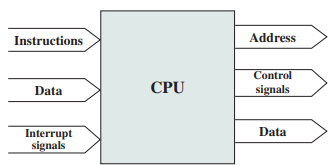 Instructions
Data
Interrupt
signals
CPU
Address
Control
signals
Data